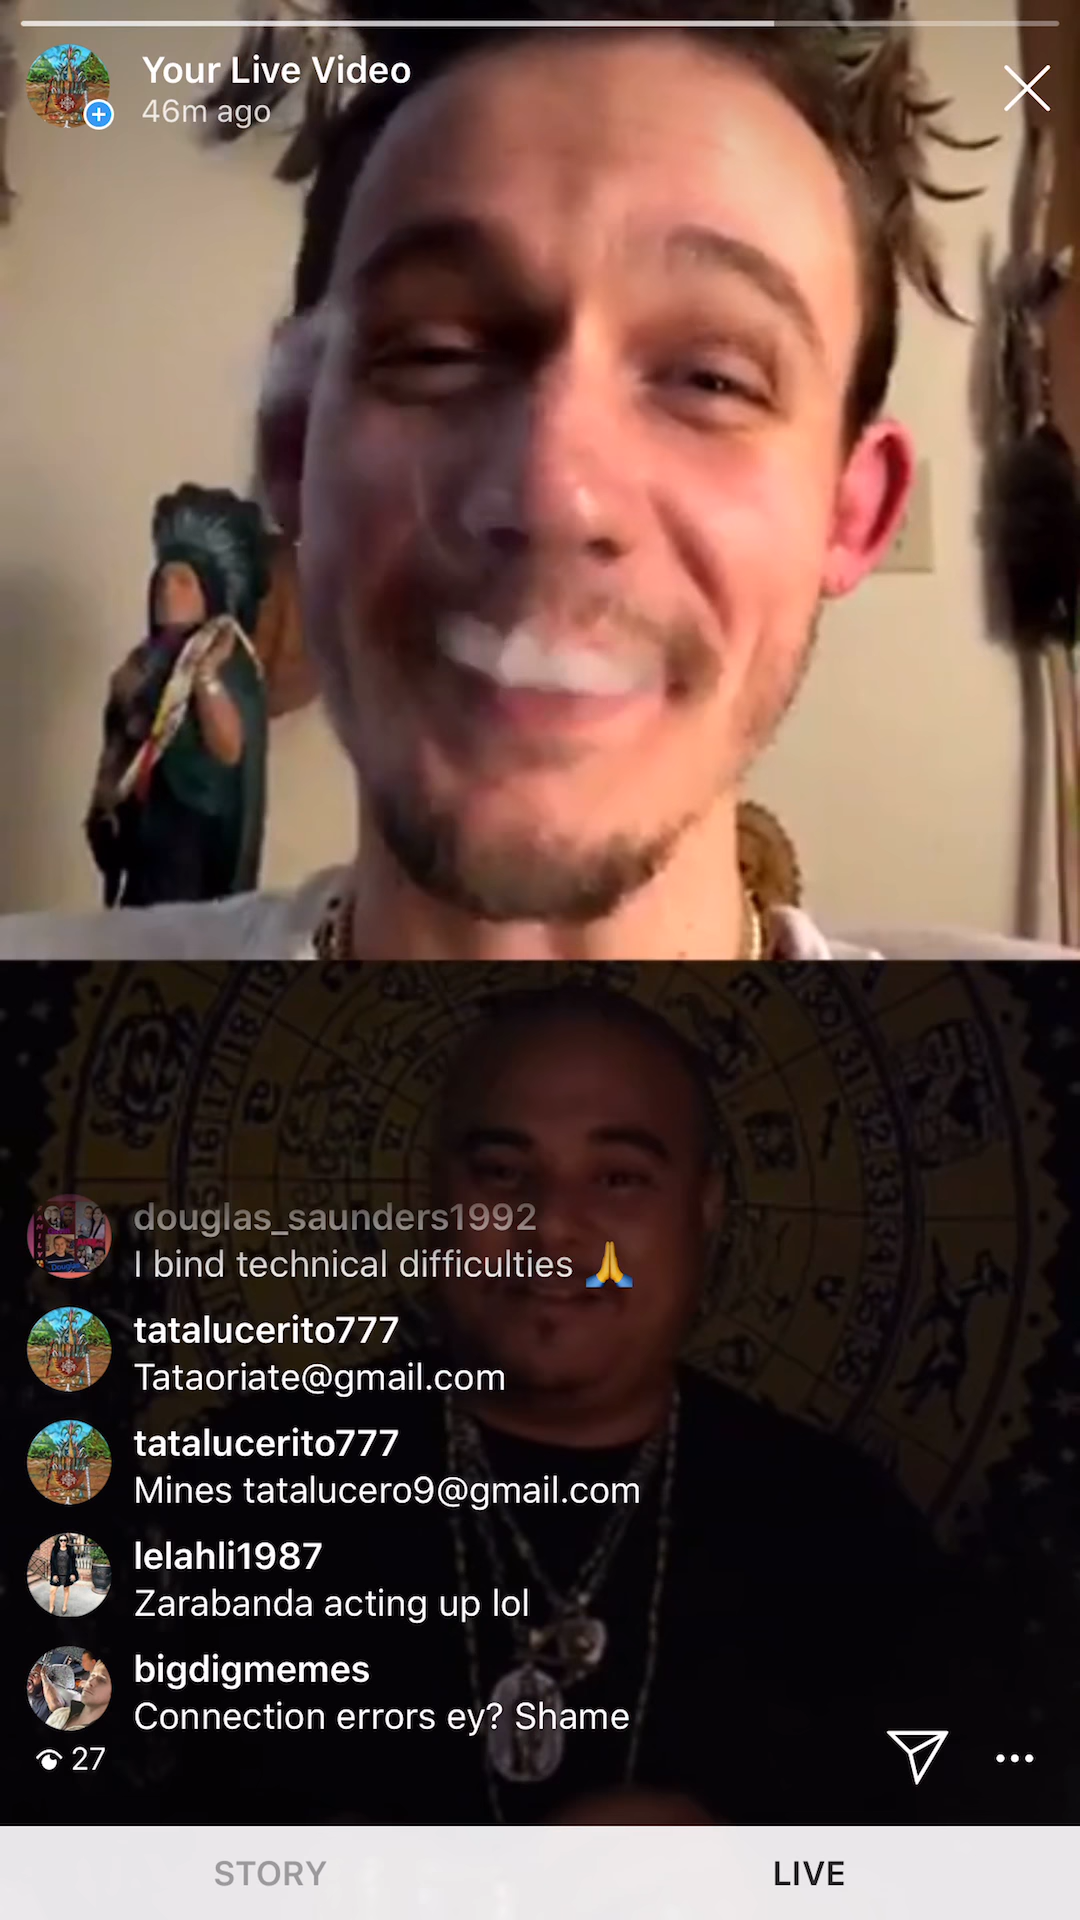 Your Live Video
46m ago
douglas_saunders1992
I bind technical difficulties 🙏
tatalucerito777
Tataoriate@gmail.com
tatalucerito777
Mines tatalucero9@gmail.com
lelahli1987
Zarabanda acting up lol
bigdigmemes
Connection errors ey? Shame
27
STORY
LIVE